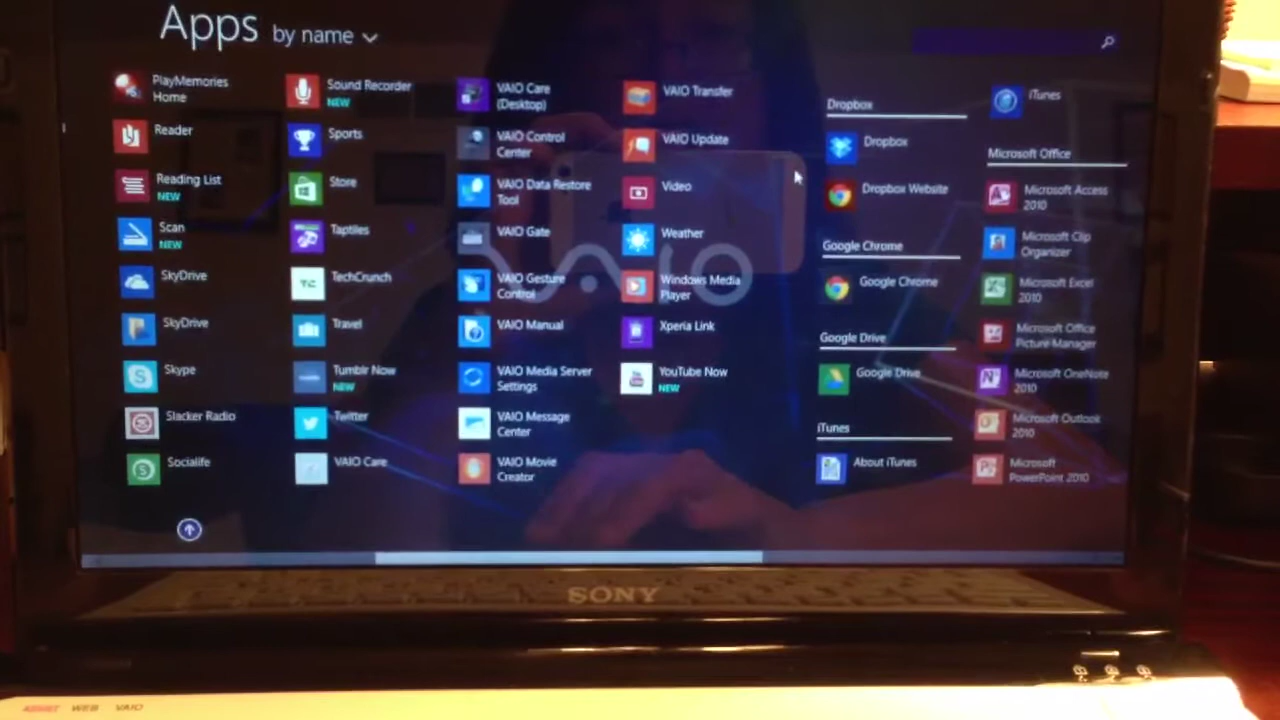 Apps by name
PlayMemories
Home
Reader
Reading List
NEW
Scan
NEW
SkyDrive
SkyDrive
Skype
Slacker Radio
Socialife
Sound Recorder
NEW
Sports
Store
Taptiles
TechCrunch
Travel
Tumblr Now
NEW
Twitter
VAIO Care
VAIO Care
(Desktop)
VAIO Control
Center
VAIO Data Restore
Tool
VAIO Gate
VAIO Gesture
Control
VAIO Manual
VAIO Media Server
Settings
VAIO Message
Center
VAIO Movie
Creator
VAIO Transfer
VAIO Update
Video
Weather
Windows Media
Player
Xperia Link
YouTube Now
NEW
Dropbox
Dropbox
Dropbox Website
Google Chrome
Google Chrome
Google Drive
Google Drive
iTunes
About iTunes
iTunes
Microsoft Office
Microsoft Access
2010
Microsoft Clip
Organizer
Microsoft Excel
2010
Microsoft Office
Picture Manager
Microsoft OneNote
2010
Microsoft Outlook
2010
Microsoft
PowerPoint 2010
VAIO
SONY
ASSIST WEB VAIO